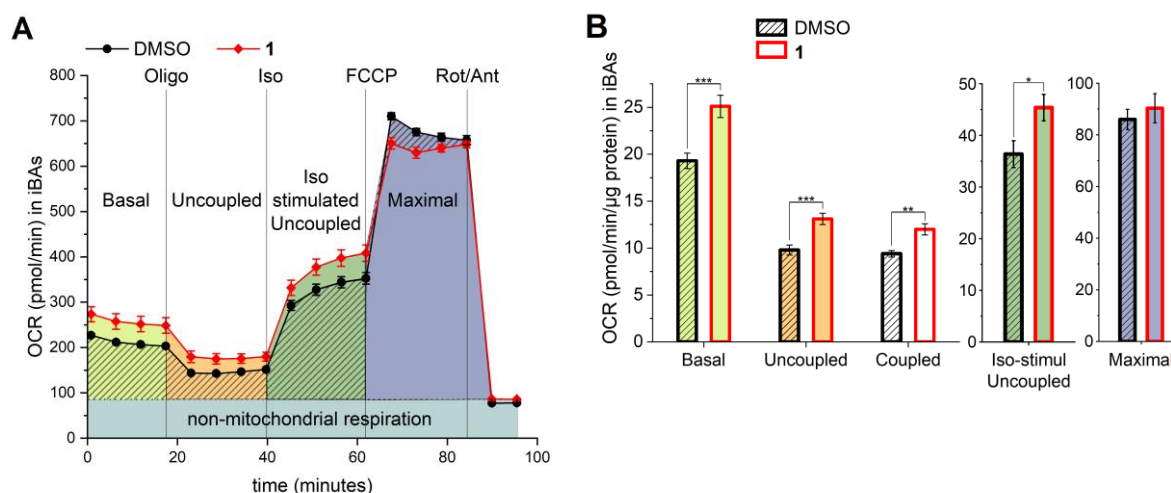 A
DMSO 1
Oligo Iso FCCP Rot/Ant
OCR (pmol/min) in iBAs
800
700
600
500
400
300
200
100
0
Basal
Uncoupled
Iso
stimulated
Uncoupled
Maximal
non-mitochondrial respiration
0 20 40 60 80 100
time (minutes)
B
DMSO
1
OCR (pmol/min/µg protein) in iBAs
25
20
15
10
5
0
***
***
**
Basal Uncoupled Coupled
50
40
30
20
10
0
*
Iso-stimul
Uncoupled
100
80
60
40
20
0
Maximal